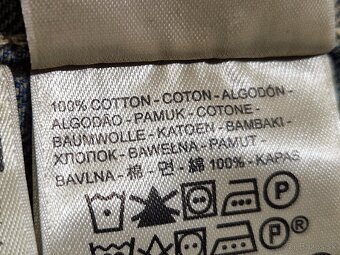 100% COTTON - COTON - ALGODÓN -
ALGODÃO - PAMUK - COTONE -
BAUMWOLLE - KATOEN - BAMBAKI -
ХЛОПОК - BAWEŁNA - PAMUT -
BAVLNA - 棉 - 면 - 綿 100% - KAPAS
P
P ®